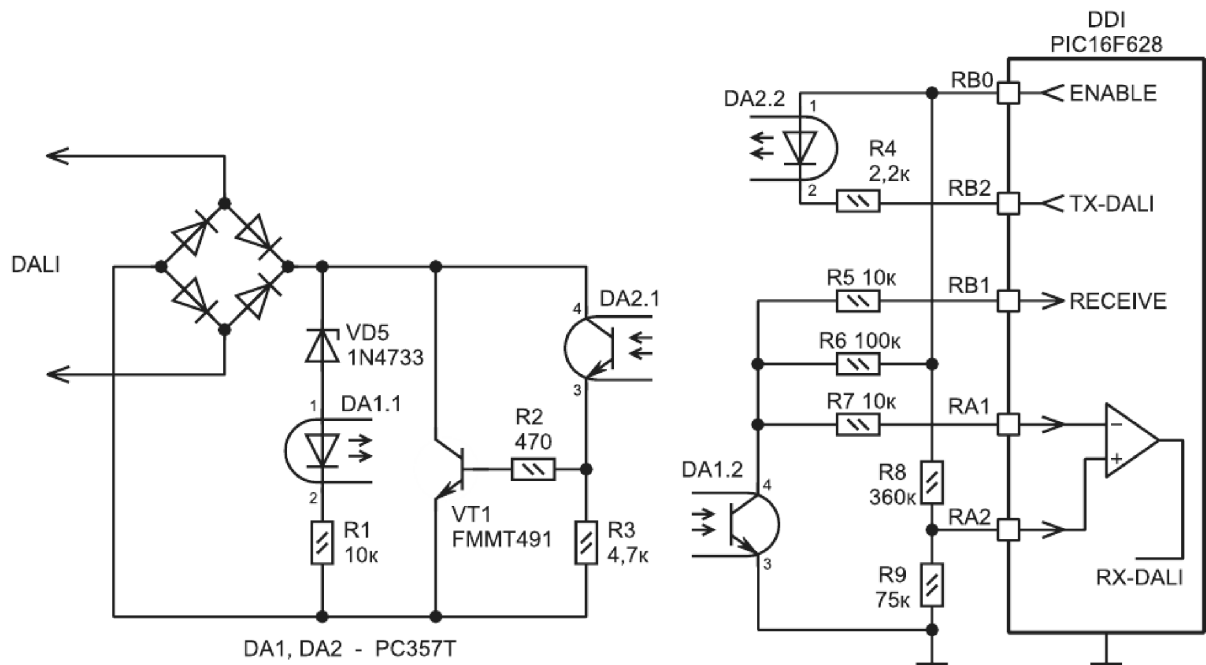 DDI
PIC16F628
RB0
ENABLE
DA2.2
1
2
R4
2,2к
RB2
TX-DALI
DALI
VD5
1N4733
1
DA1.1
2
R1
10к
VT1
FMMT491
R2
470
4
DA2.1
3
R3
4,7к
R5 10к
RB1
RECEIVE
R6 100к
R7 10к
RA1
−
+
DA1.2
4
3
R8
360к
RA2
R9
75к
RX-DALI
DA1, DA2 - PC357T